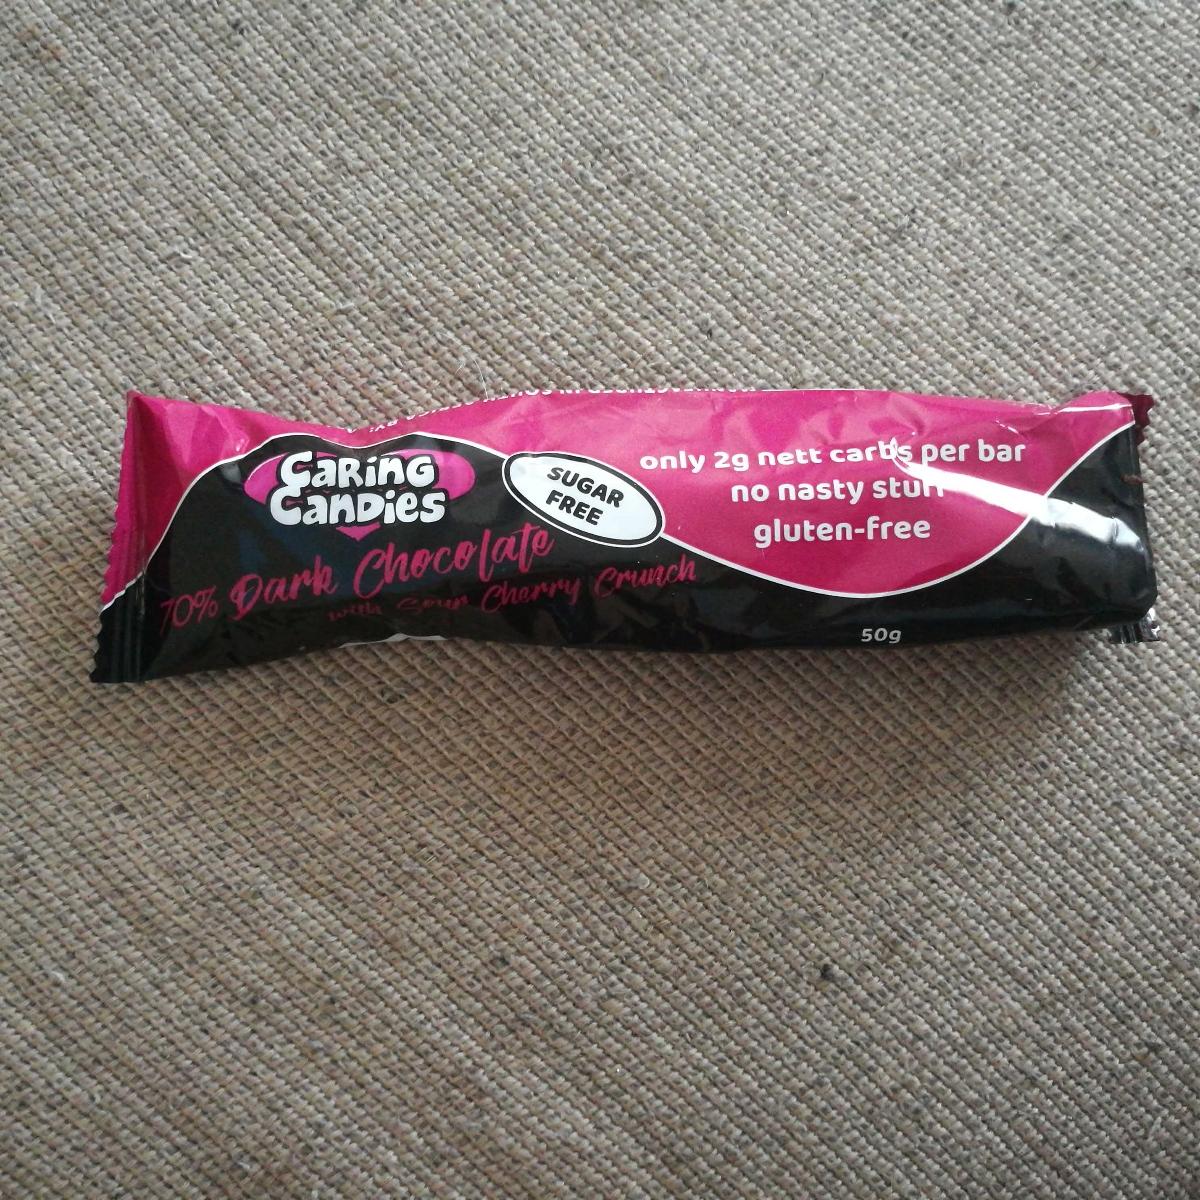 CaRiNG
CaNDieS
SUGAR
FREE
only 2g nett carbs per bar
no nasty stuff
gluten-free
70% Dark Chocolate
with Sour Cherry Crunch
50g